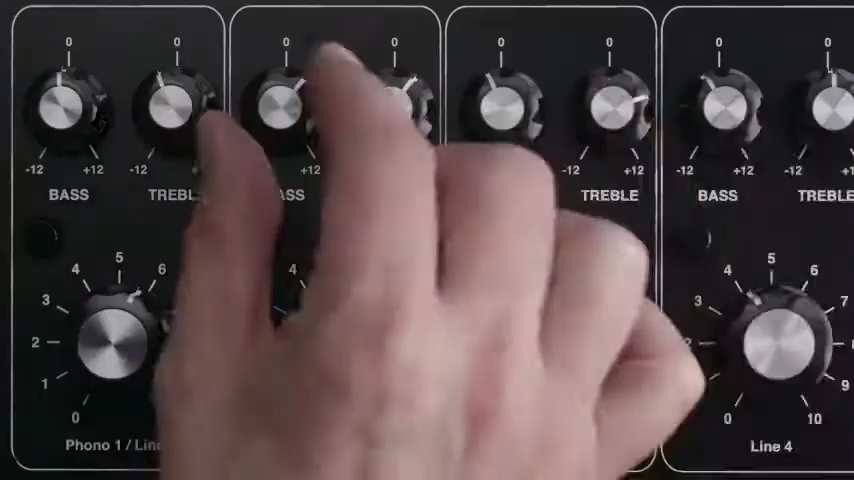 0 0 0 0 0 0 0 0
-12 +12 -12 +12 -12 +12 -12 +12 -12
BASS TREBL ASS TREBLE BASS TREBLE
5 5
4 6 4 4 6
3 3 7
2 2
1 9
0 0 10
Phono 1 / Line Line 4